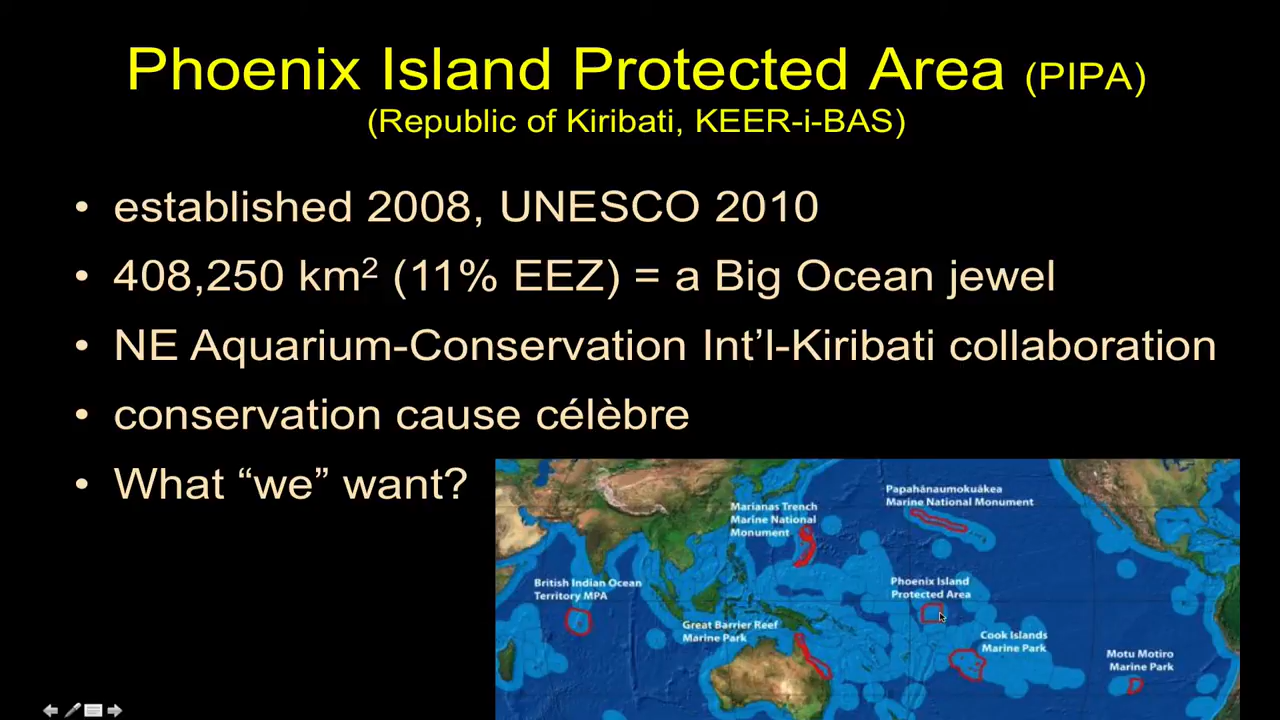 Phoenix Island Protected Area (PIPA)
(Republic of Kiribati, KEER-i-BAS)
• established 2008, UNESCO 2010
• 408,250 km² (11% EEZ) = a Big Ocean jewel
• NE Aquarium-Conservation Int’l-Kiribati collaboration
• conservation cause célèbre
• What “we” want?
Papahānaumokuākea
Marine National Monument
Marianas Trench
Marine National
Monument
British Indian Ocean
Territory MPA
Phoenix Island
Protected Area
Great Barrier Reef
Marine Park
Cook Islands
Marine Park
Motu Motiro
Marine Park